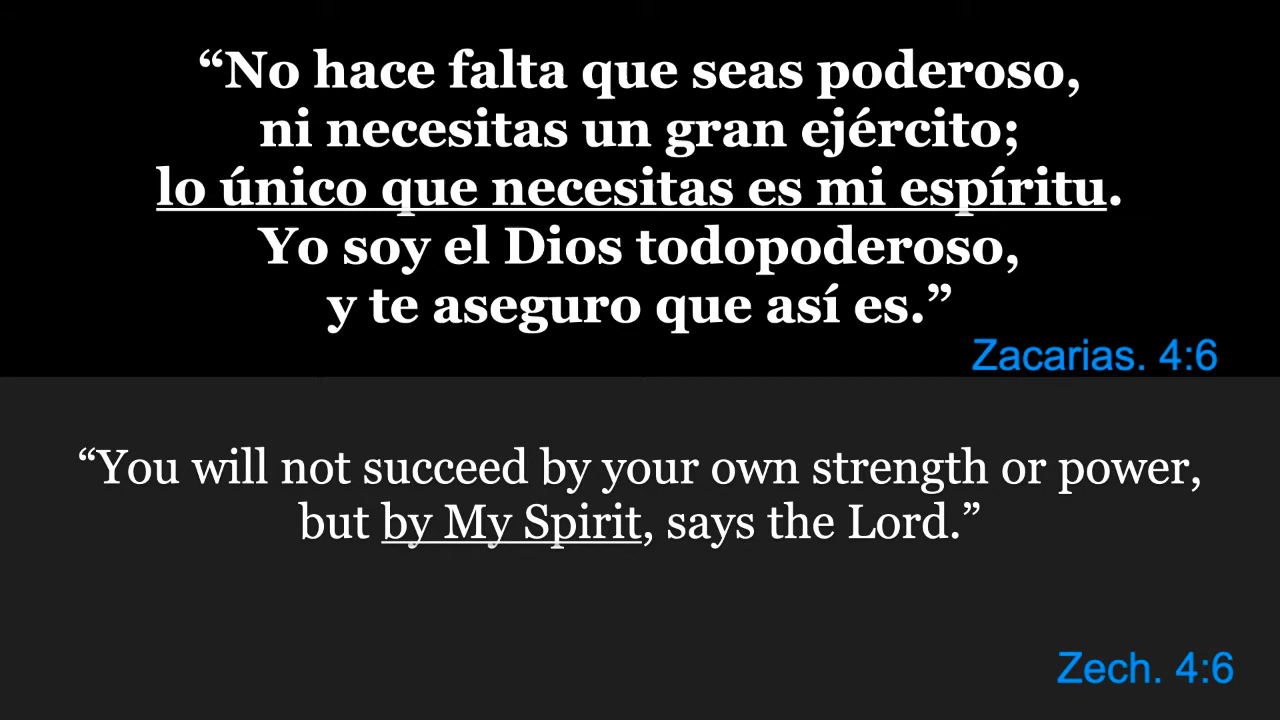 “No hace falta que seas poderoso,
ni necesitas un gran ejército;
lo único que necesitas es mi espíritu.
Yo soy el Dios todopoderoso,
y te aseguro que así es.”
Zacarias. 4:6
“You will not succeed by your own strength or power,
but by My Spirit, says the Lord.”
Zech. 4:6